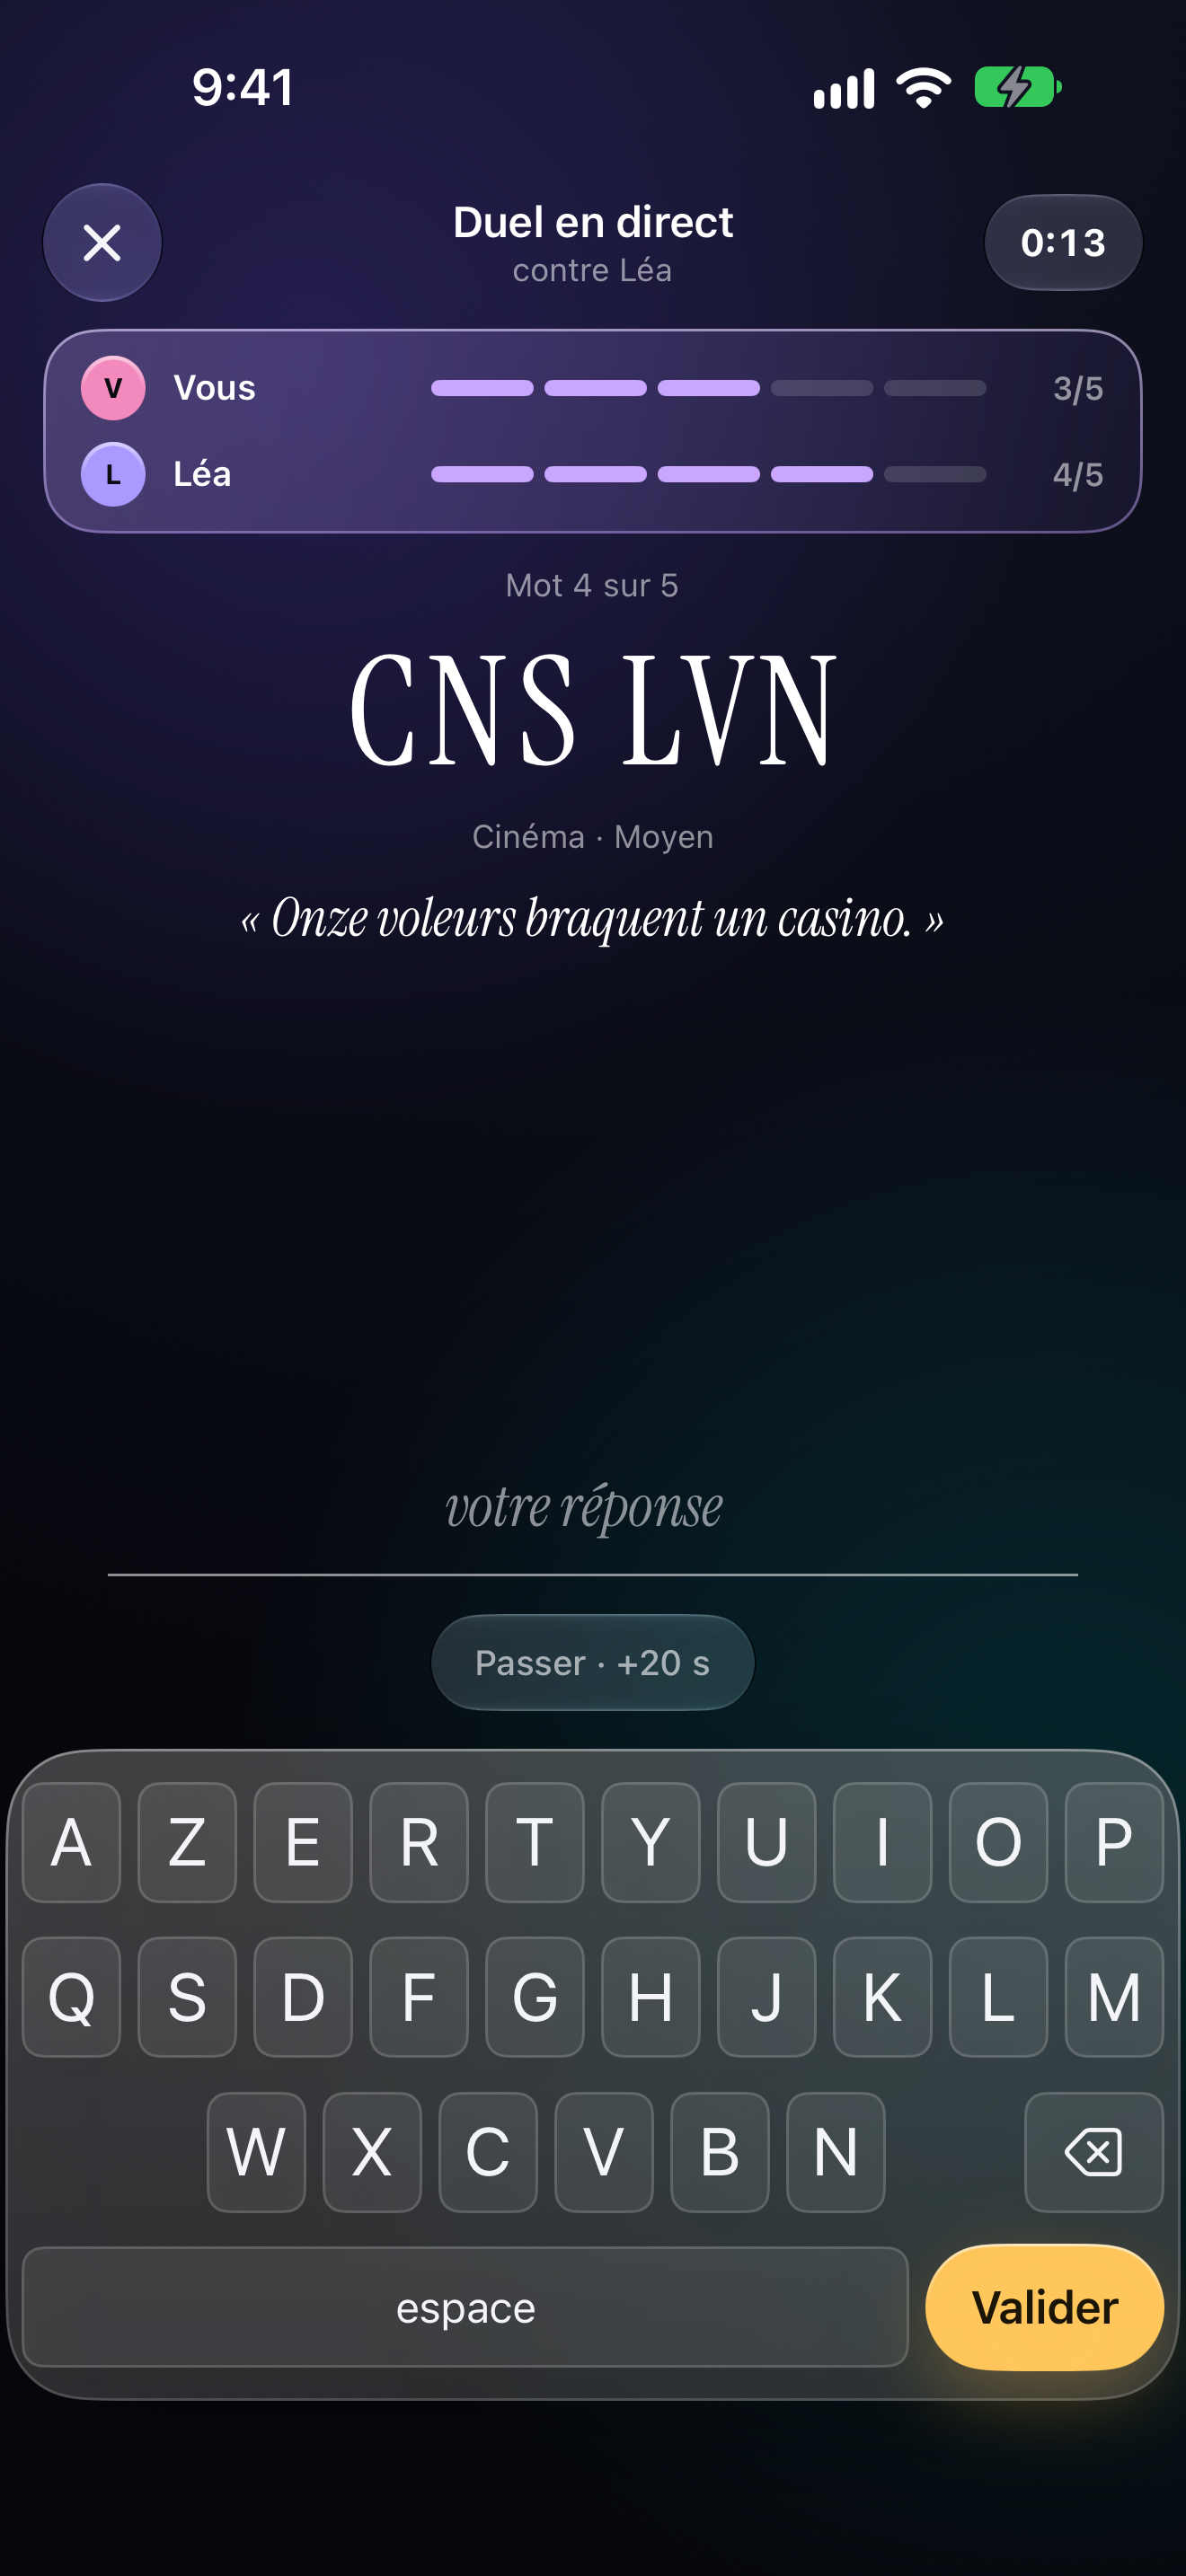 9:41
Duel en direct
contre Léa
0:13
V Vous 3/5
L Léa 4/5
Mot 4 sur 5
CNS LVN
Cinéma · Moyen
« Onze voleurs braquent un casino. »
votre réponse
Passer · +20 s
A Z E R T Y U I O P
Q S D F G H J K L M
W X C V B N
espace Valider